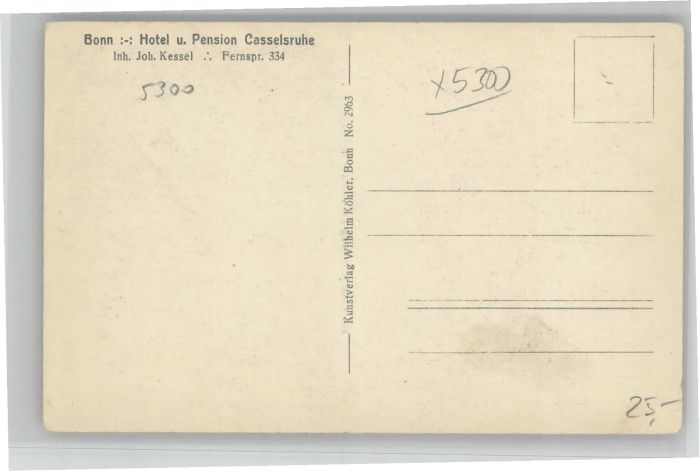 Bonn :-: Hotel u. Pension Casselsruhe
Inh. Joh. Kessel ∴ Fernspr. 334
5300
Kunstverlag Wilhelm Köhler, Bonn No. 2963
x5300
25,-